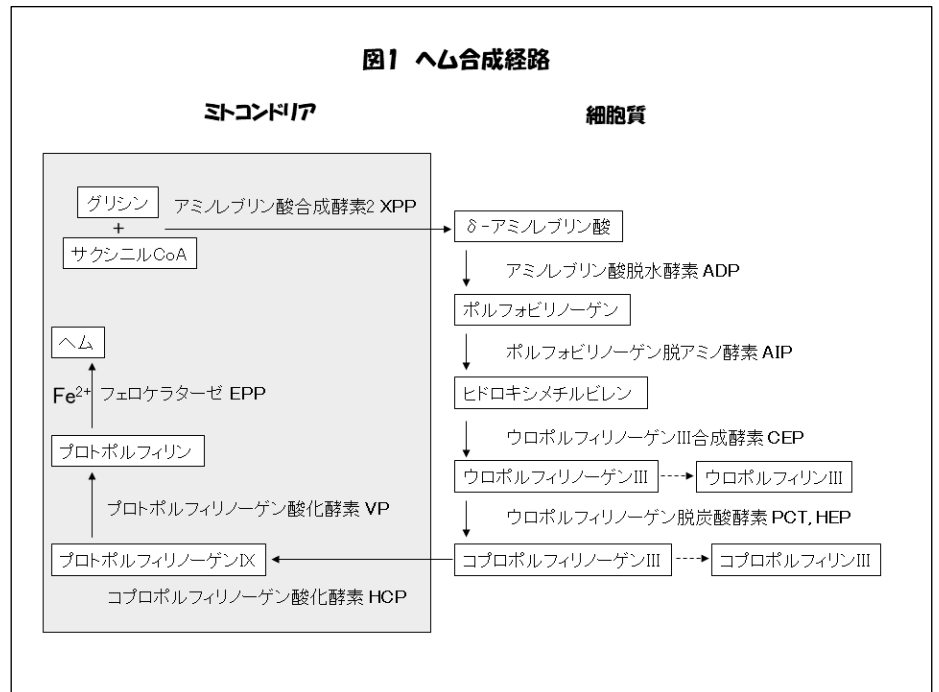 図1 ヘム合成経路
ミトコンドリア
細胞質
グリシン
+
サクシニルCoA
アミノレブリン酸合成酵素2 XPP
δ-アミノレブリン酸
アミノレブリン酸脱水酵素 ADP
ポルフォビリノーゲン
ポルフォビリノーゲン脱アミノ酵素 AIP
ヒドロキシメチルビレン
ウロポルフィリノーゲンIII合成酵素 CEP
ウロポルフィリノーゲンIII
ウロポルフィリンIII
ウロポルフィリノーゲン脱炭酸酵素 PCT, HEP
コプロポルフィリノーゲンIII
コプロポルフィリンIII
コプロポルフィリノーゲン酸化酵素 HCP
プロトポルフィリノーゲンIX
プロトポルフィリノーゲン酸化酵素 VP
プロトポルフィリン
Fe2+ フェロケラターゼ EPP
ヘム